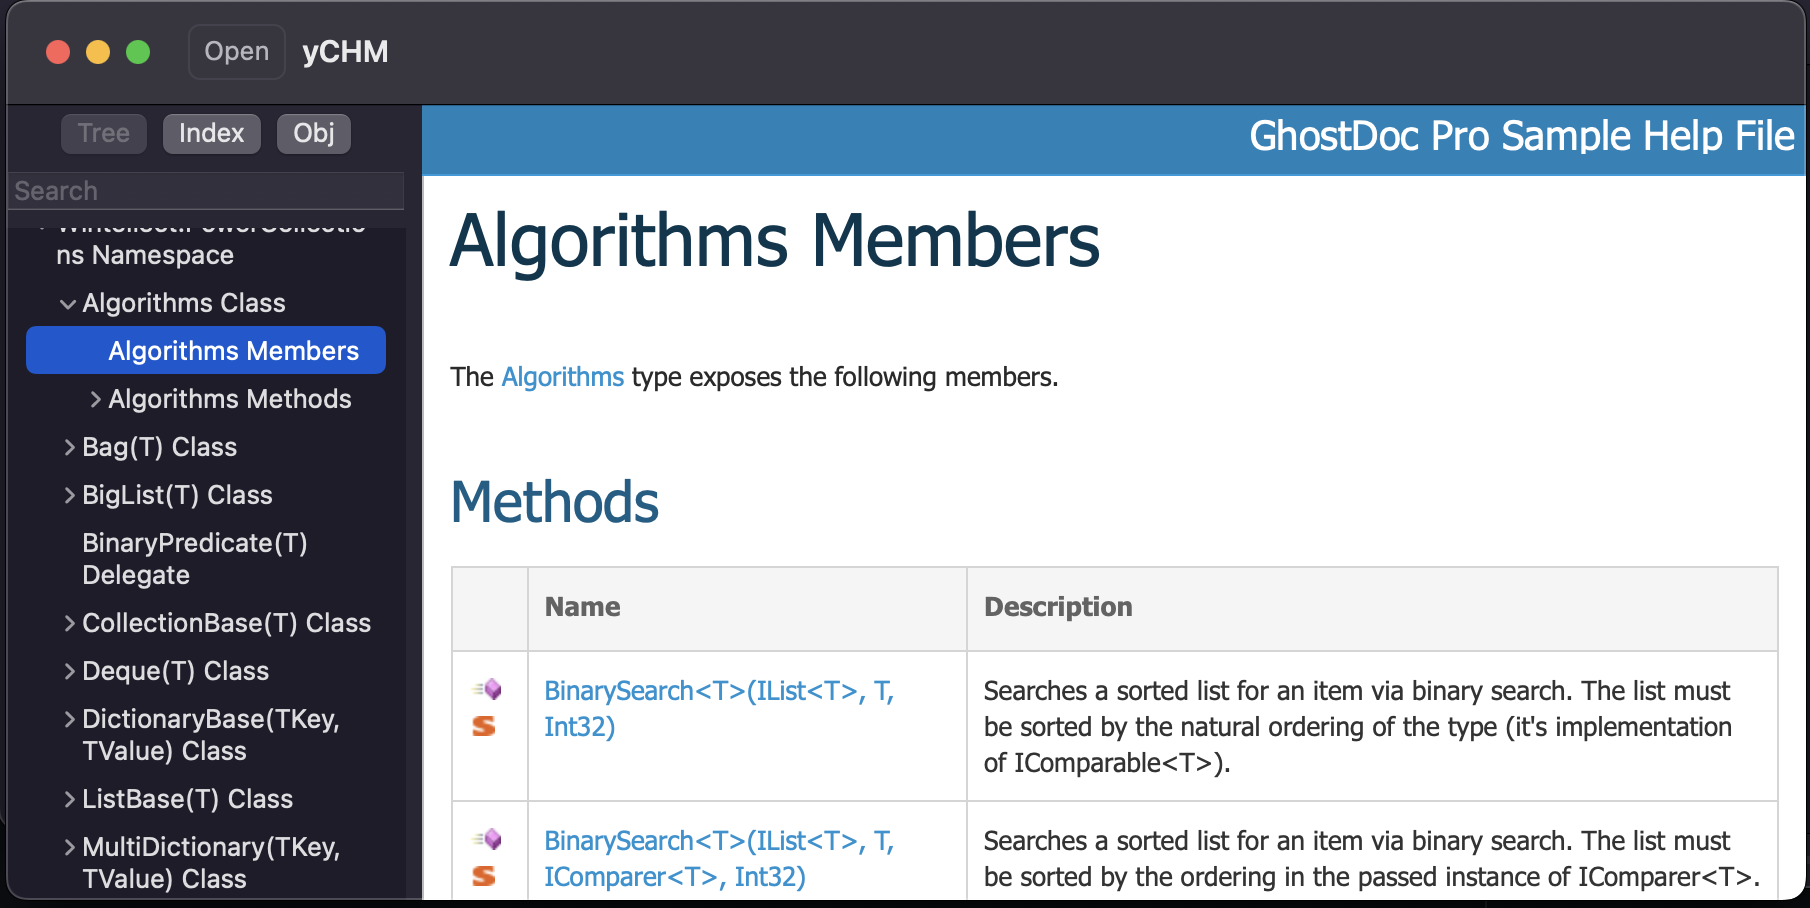 Open yCHM
Tree Index Obj
Search
ns Namespace
Algorithms Class
Algorithms Members
Algorithms Methods
Bag(T) Class
BigList(T) Class
BinaryPredicate(T)
Delegate
CollectionBase(T) Class
Deque(T) Class
DictionaryBase(TKey,
TValue) Class
ListBase(T) Class
MultiDictionary(TKey,
TValue) Class
GhostDoc Pro Sample Help File
Algorithms Members
The Algorithms type exposes the following members.
Methods
Name Description
BinarySearch<T>(IList<T>, T,
Int32)
Searches a sorted list for an item via binary search. The list must
be sorted by the natural ordering of the type (it's implementation
of IComparable<T>).
BinarySearch<T>(IList<T>, T,
IComparer<T>, Int32)
Searches a sorted list for an item via binary search. The list must
be sorted by the ordering in the passed instance of IComparer<T>.